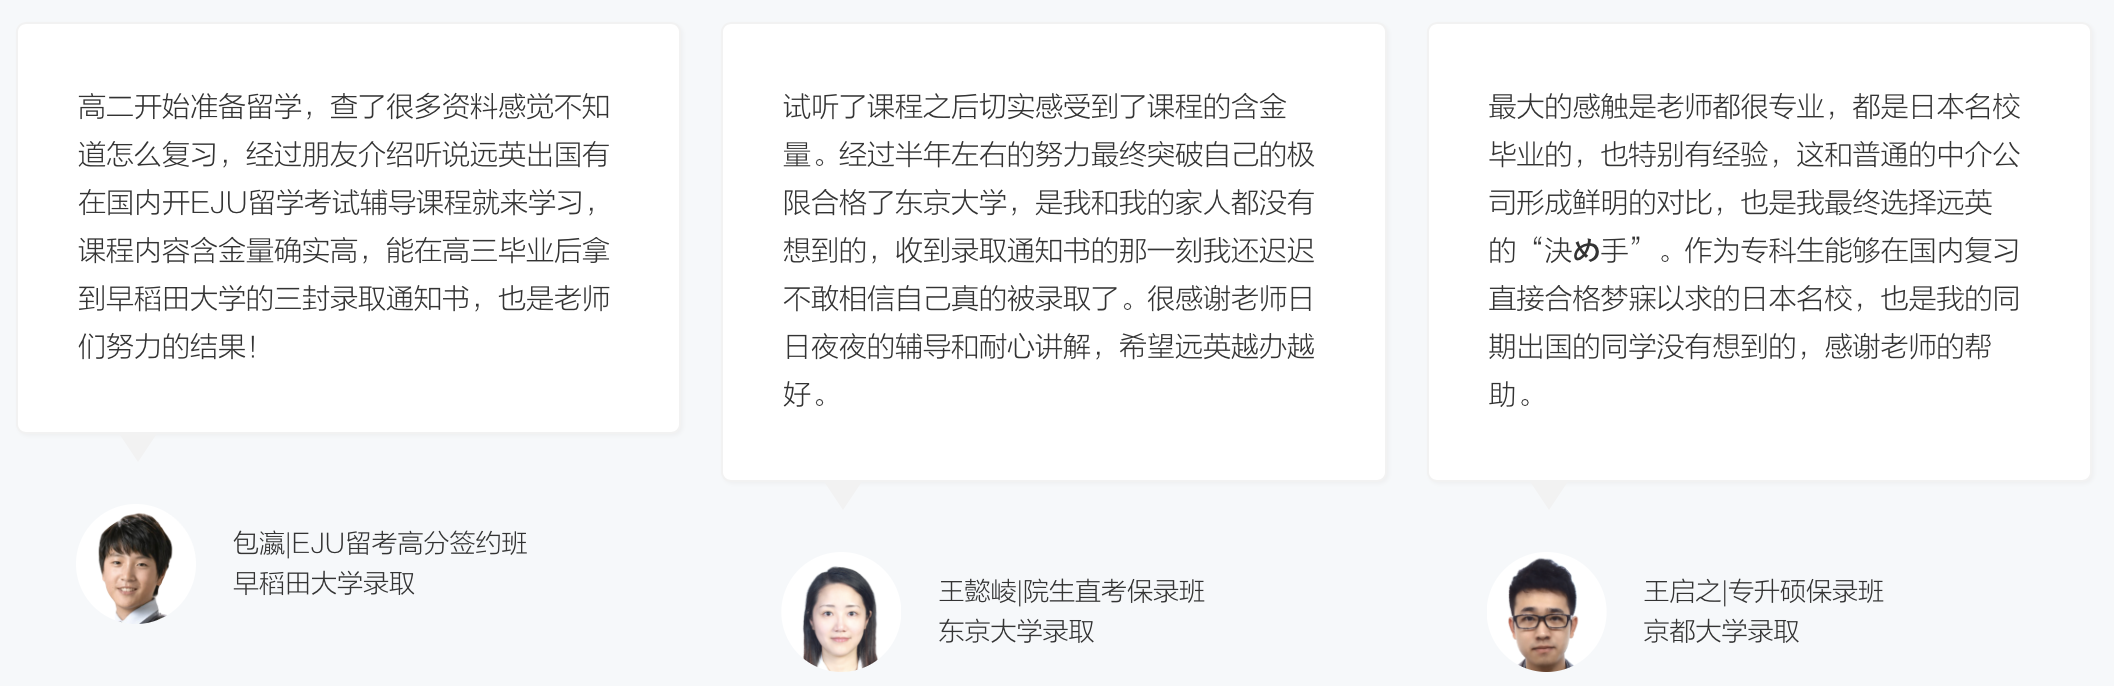 高二开始准备留学，查了很多资料感觉不知
道怎么复习，经过朋友介绍听说远英出国有
在国内开EJU留学考试辅导课程就来学习，
课程内容含金量确实高，能在高三毕业后拿
到早稻田大学的三封录取通知书，也是老师
们努力的结果！
包瀛|EJU留考高分签约班
早稻田大学录取
试听了课程之后切实感受到了课程的含金
量。经过半年左右的努力最终突破自己的极
限合格了东京大学，是我和我的家人都没有
想到的，收到录取通知书的那一刻我还迟迟
不敢相信自己真的被录取了。很感谢老师日
日夜夜的辅导和耐心讲解，希望远英越办越
好。
王懿崚|院生直考保录班
东京大学录取
最大的感触是老师都很专业，都是日本名校
毕业的，也特别有经验，这和普通的中介公
司形成鲜明的对比，也是我最终选择远英
的“決め手”。作为专科生能够在国内复习
直接合格梦寐以求的日本名校，也是我的同
期出国的同学没有想到的，感谢老师的帮
助。
王启之|专升硕保录班
京都大学录取